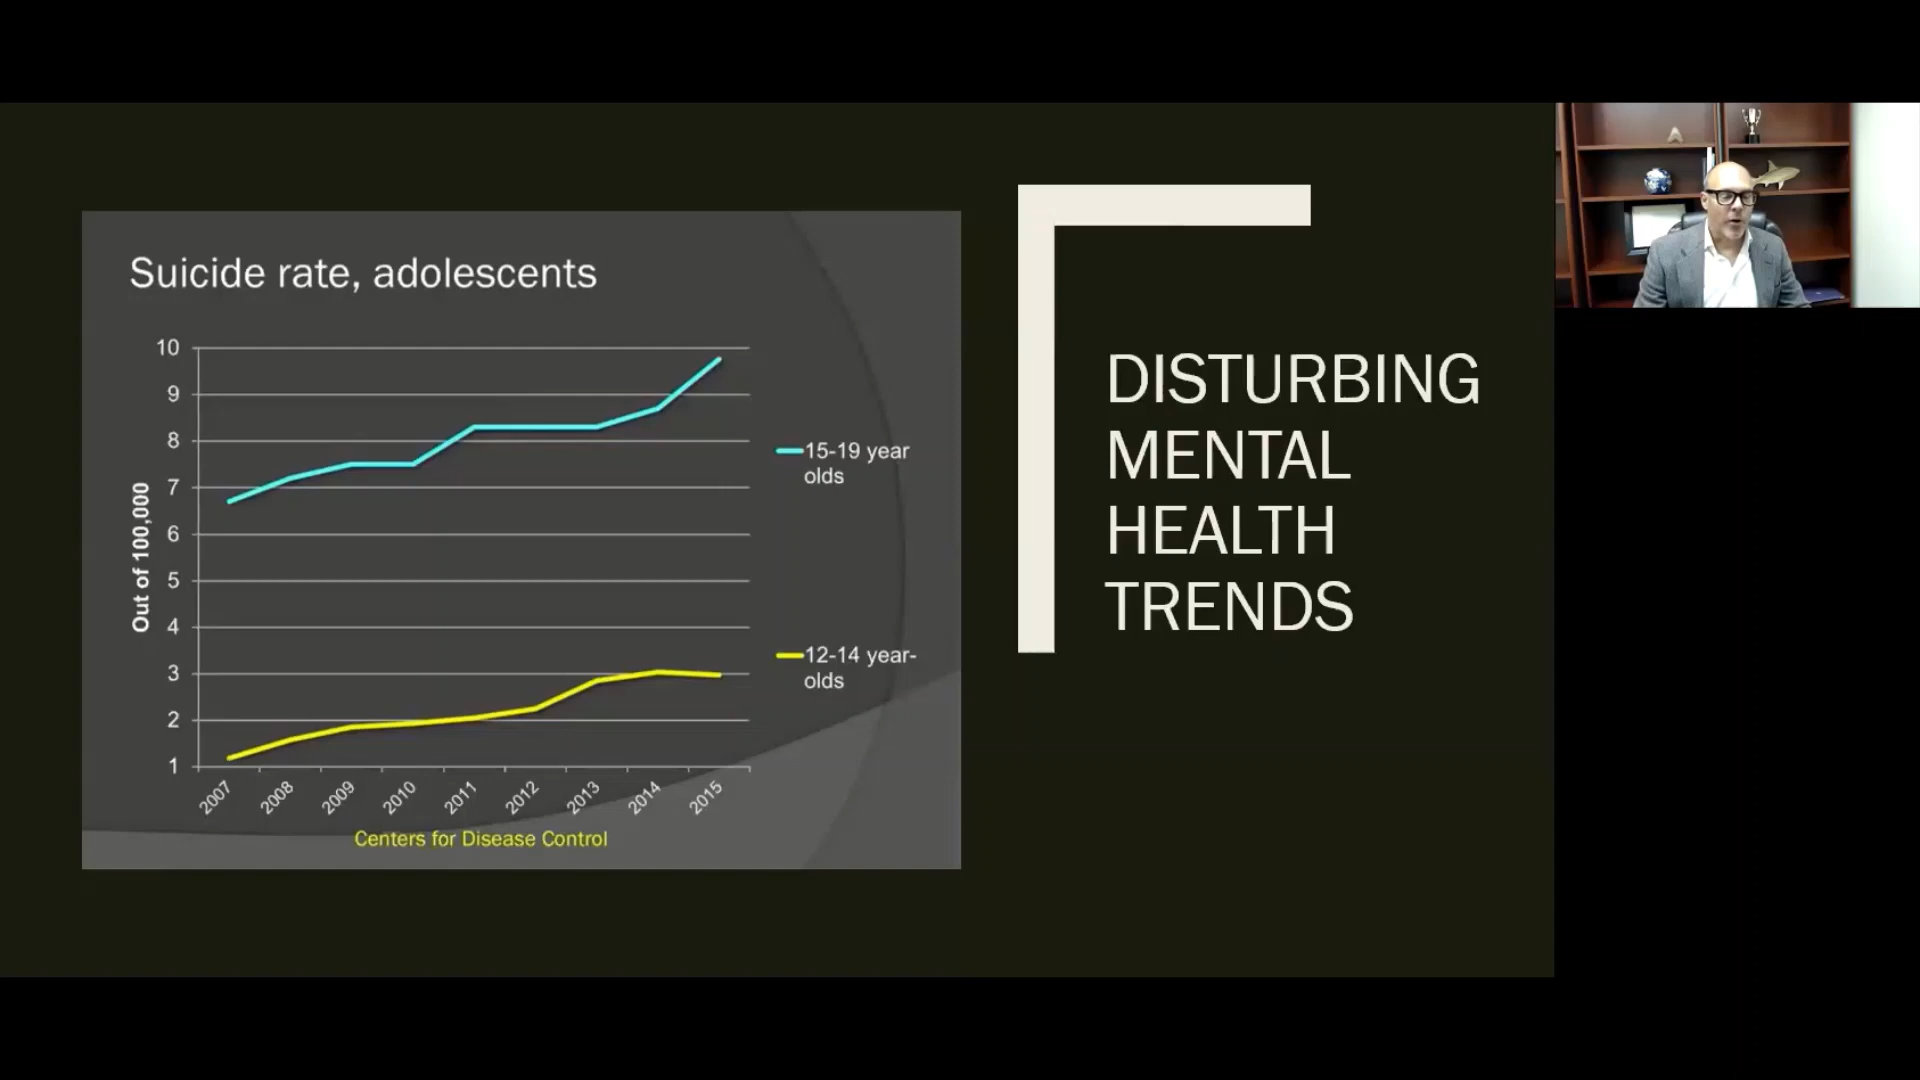 Suicide rate, adolescents
10
9
8
7
6
5
4
3
2
1
Out of 100,000
2007
2008
2009
2010
2011
2012
2013
2014
2015
15-19 year
olds
12-14 year-
olds
Centers for Disease Control
DISTURBING
MENTAL
HEALTH
TRENDS